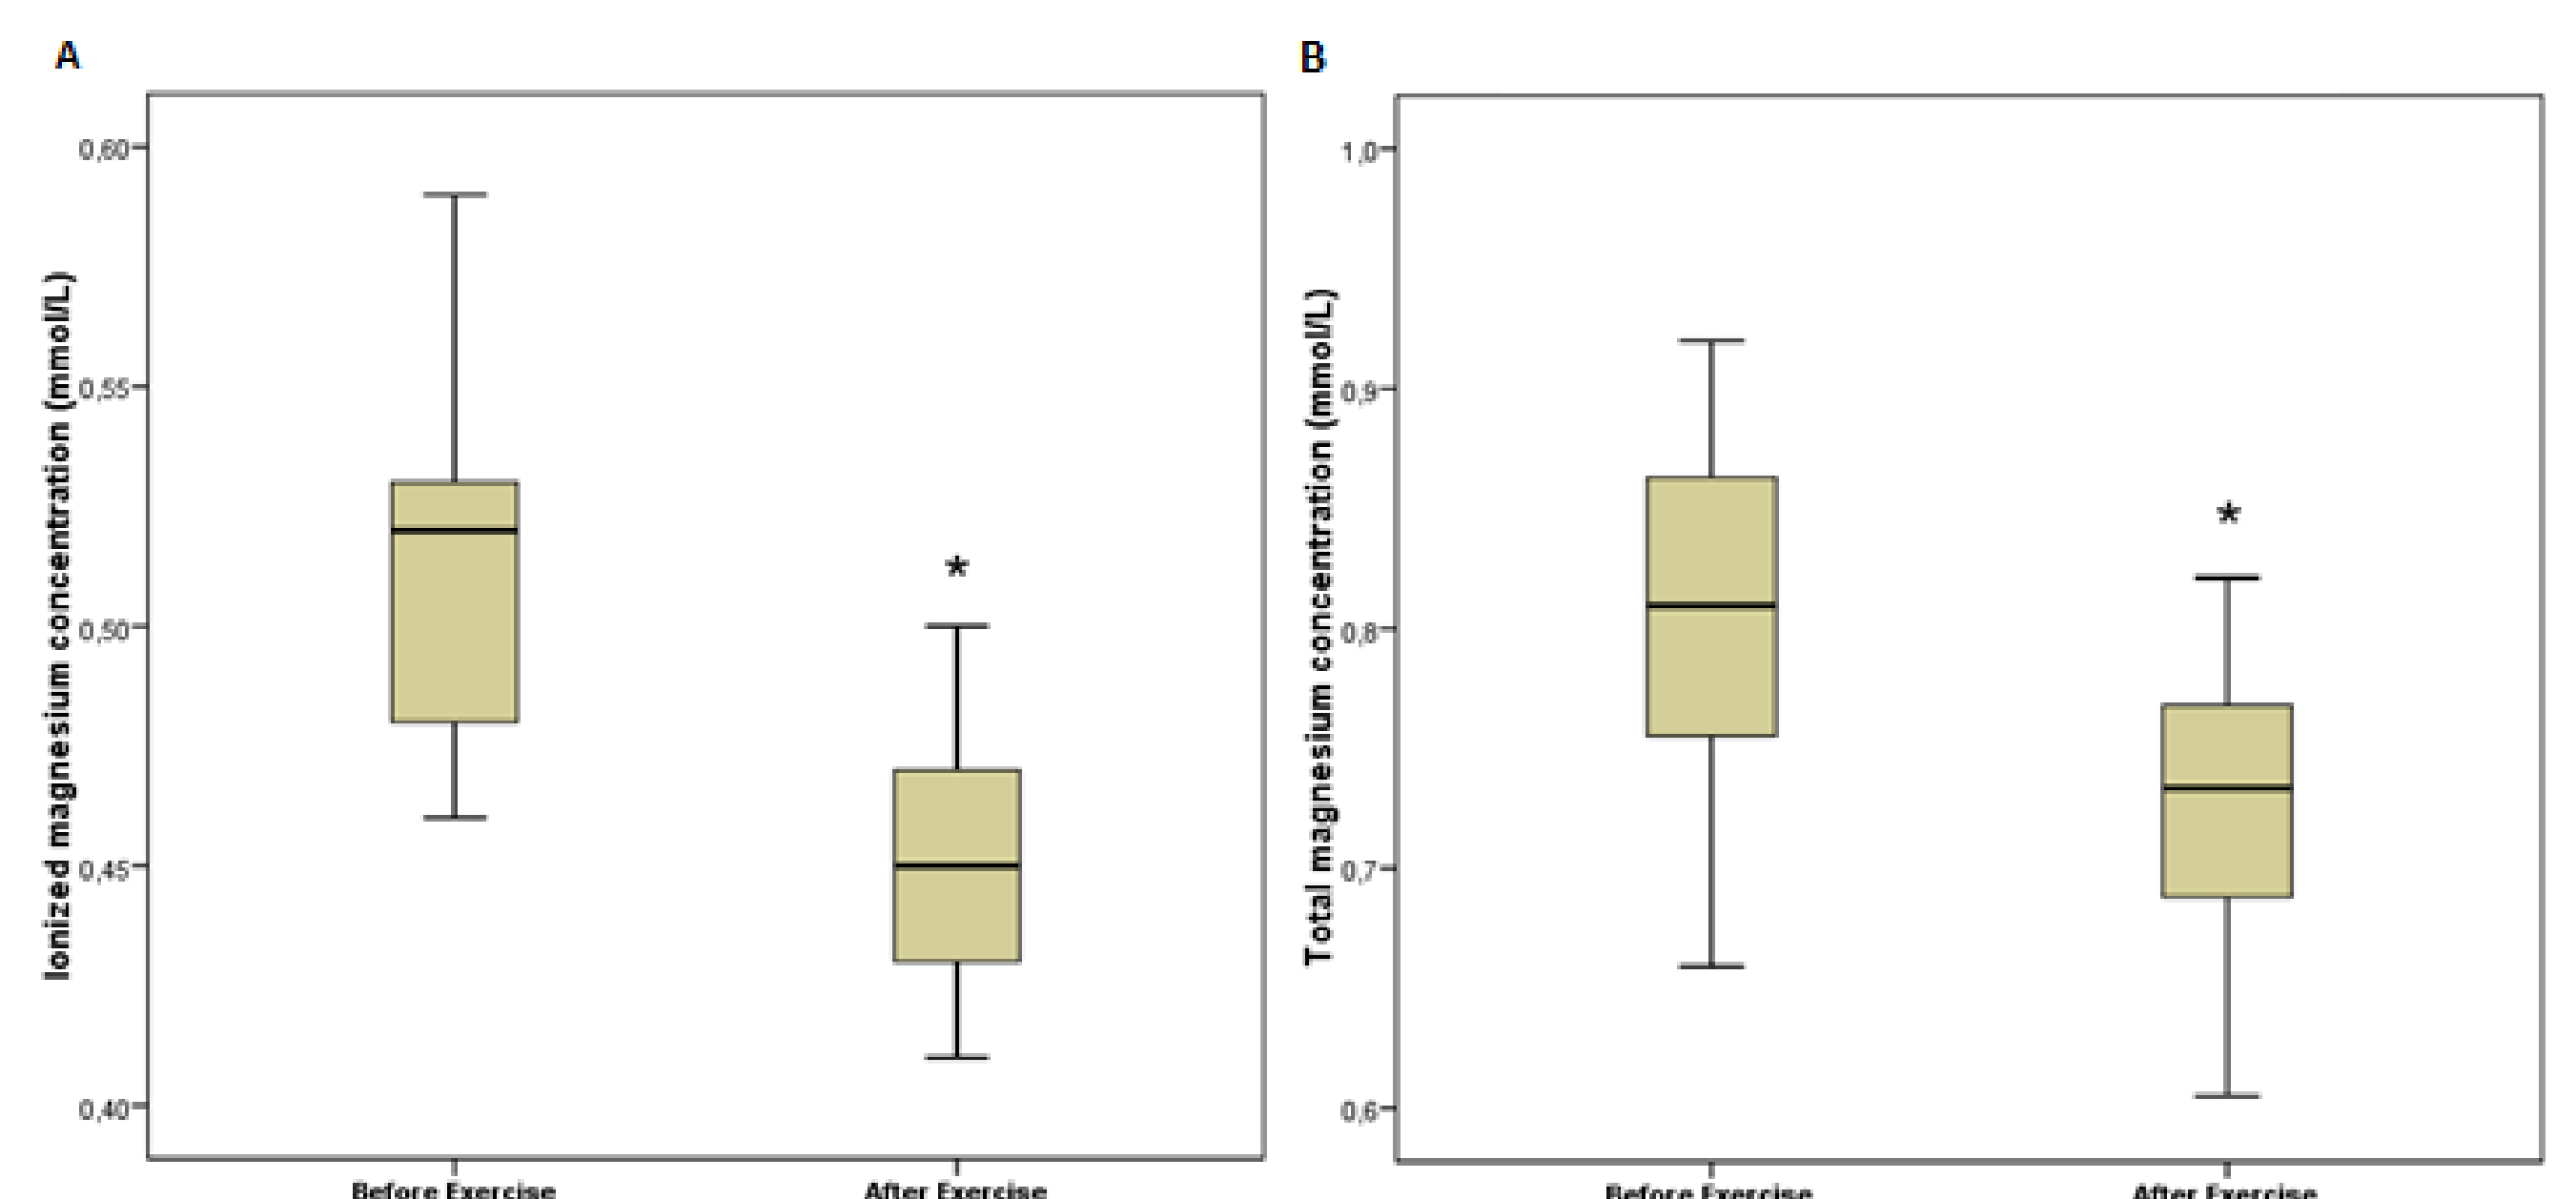 A
Ionized magnesium concentration (mmol/L)
0,60
0,55
0,50
0,45
0,40
Before Exercise
After Exercise
*
B
Total magnesium concentration (mmol/L)
1,0
0,9
0,8
0,7
0,6
Before Exercise
After Exercise
*